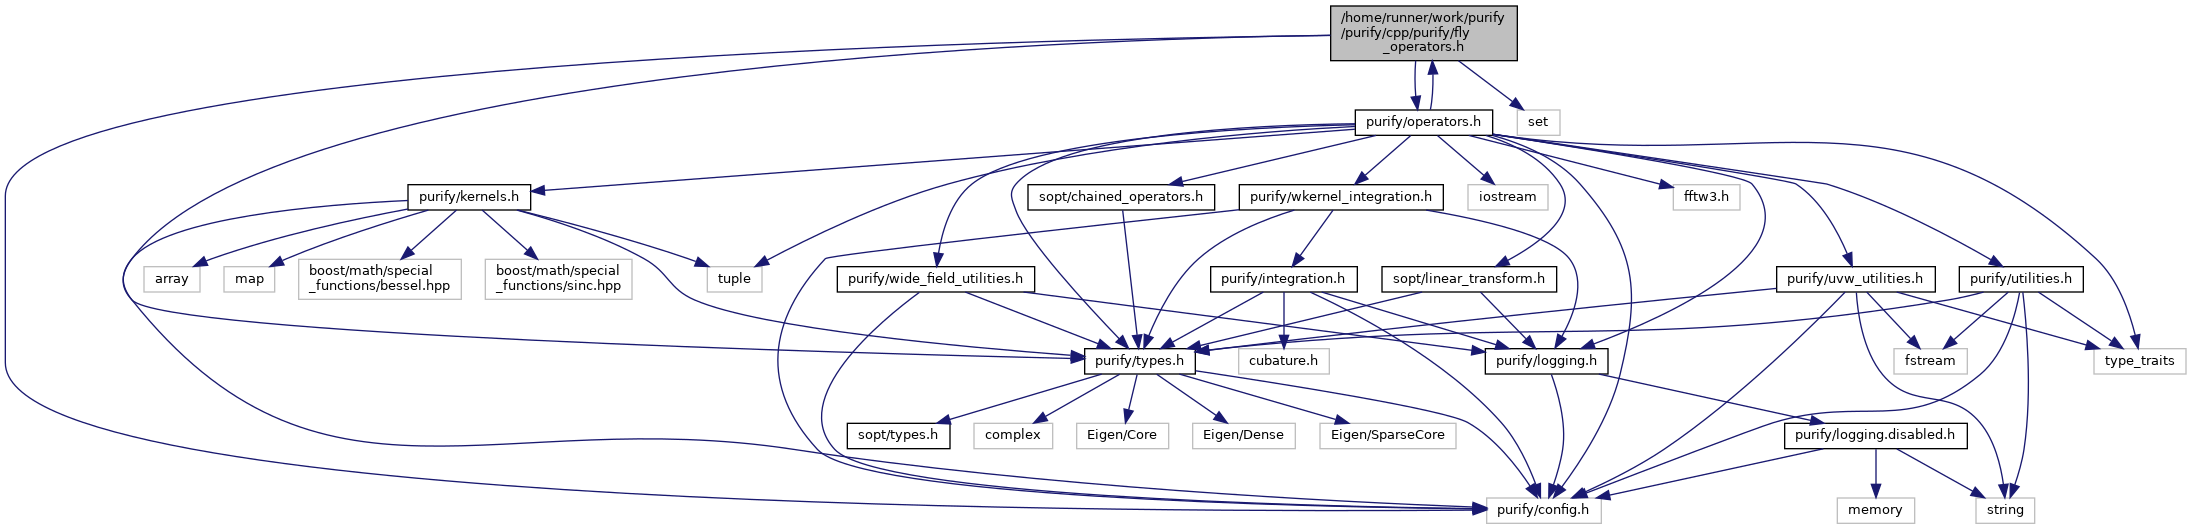 /home/runner/work/purify
/purify/cpp/purify/fly
_operators.h
purify/operators.h
set
purify/kernels.h
sopt/chained_operators.h
purify/wkernel_integration.h
iostream
fftw3.h
array
map
boost/math/special
_functions/bessel.hpp
boost/math/special
_functions/sinc.hpp
tuple
purify/wide_field_utilities.h
purify/integration.h
sopt/linear_transform.h
purify/uvw_utilities.h
purify/utilities.h
purify/types.h
cubature.h
purify/logging.h
fstream
type_traits
sopt/types.h
complex
Eigen/Core
Eigen/Dense
Eigen/SparseCore
purify/logging.disabled.h
purify/config.h
memory
string